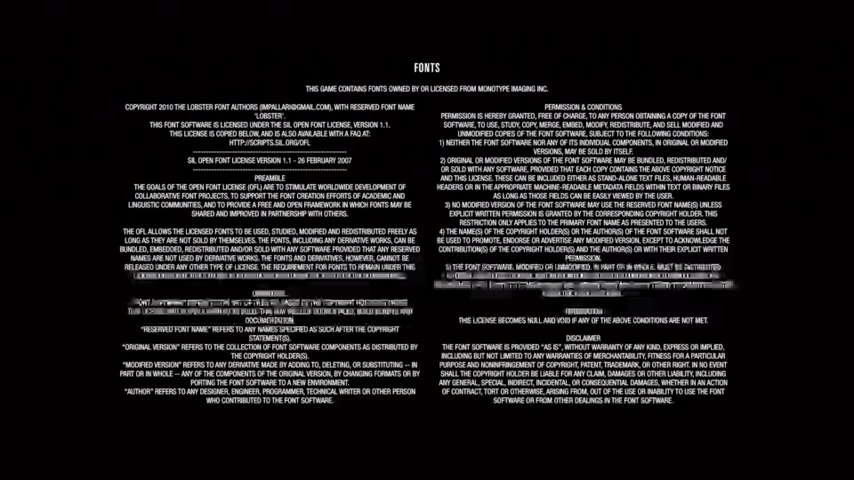 FONTS
THIS GAME CONTAINS FONTS OWNED BY OR LICENSED FROM MONOTYPE IMAGING INC.
COPYRIGHT 2010 THE LOBSTER FONT AUTHORS (IMPALLARI@GMAIL.COM), WITH RESERVED FONT NAME
'LOBSTER'.
THIS FONT SOFTWARE IS LICENSED UNDER THE SIL OPEN FONT LICENSE, VERSION 1.1.
THIS LICENSE IS COPIED BELOW, AND IS ALSO AVAILABLE WITH A FAQ AT:
HTTP://SCRIPTS.SIL.ORG/OFL
-----------------------------------------------------------
SIL OPEN FONT LICENSE VERSION 1.1 - 26 FEBRUARY 2007
-----------------------------------------------------------
PREAMBLE
THE GOALS OF THE OPEN FONT LICENSE (OFL) ARE TO STIMULATE WORLDWIDE DEVELOPMENT OF
COLLABORATIVE FONT PROJECTS, TO SUPPORT THE FONT CREATION EFFORTS OF ACADEMIC AND
LINGUISTIC COMMUNITIES, AND TO PROVIDE A FREE AND OPEN FRAMEWORK IN WHICH FONTS MAY BE
SHARED AND IMPROVED IN PARTNERSHIP WITH OTHERS.
THE OFL ALLOWS THE LICENSED FONTS TO BE USED, STUDIED, MODIFIED AND REDISTRIBUTED FREELY AS
LONG AS THEY ARE NOT SOLD BY THEMSELVES. THE FONTS, INCLUDING ANY DERIVATIVE WORKS, CAN BE
BUNDLED, EMBEDDED, REDISTRIBUTED AND/OR SOLD WITH ANY SOFTWARE PROVIDED THAT ANY RESERVED
NAMES ARE NOT USED BY DERIVATIVE WORKS. THE FONTS AND DERIVATIVES, HOWEVER, CANNOT BE
RELEASED UNDER ANY OTHER TYPE OF LICENSE. THE REQUIREMENT FOR FONTS TO REMAIN UNDER THIS
DOCUMENTATION.
"RESERVED FONT NAME" REFERS TO ANY NAMES SPECIFIED AS SUCH AFTER THE COPYRIGHT
STATEMENT(S).
"ORIGINAL VERSION" REFERS TO THE COLLECTION OF FONT SOFTWARE COMPONENTS AS DISTRIBUTED BY
THE COPYRIGHT HOLDER(S).
"MODIFIED VERSION" REFERS TO ANY DERIVATIVE MADE BY ADDING TO, DELETING, OR SUBSTITUTING -- IN
PART OR IN WHOLE -- ANY OF THE COMPONENTS OF THE ORIGINAL VERSION, BY CHANGING FORMATS OR BY
PORTING THE FONT SOFTWARE TO A NEW ENVIRONMENT.
"AUTHOR" REFERS TO ANY DESIGNER, ENGINEER, PROGRAMMER, TECHNICAL WRITER OR OTHER PERSON
WHO CONTRIBUTED TO THE FONT SOFTWARE.
PERMISSION & CONDITIONS
PERMISSION IS HEREBY GRANTED, FREE OF CHARGE, TO ANY PERSON OBTAINING A COPY OF THE FONT
SOFTWARE, TO USE, STUDY, COPY, MERGE, EMBED, MODIFY, REDISTRIBUTE, AND SELL MODIFIED AND
UNMODIFIED COPIES OF THE FONT SOFTWARE, SUBJECT TO THE FOLLOWING CONDITIONS:
1) NEITHER THE FONT SOFTWARE NOR ANY OF ITS INDIVIDUAL COMPONENTS, IN ORIGINAL OR MODIFIED
VERSIONS, MAY BE SOLD BY ITSELF.
2) ORIGINAL OR MODIFIED VERSIONS OF THE FONT SOFTWARE MAY BE BUNDLED, REDISTRIBUTED AND/
OR SOLD WITH ANY SOFTWARE, PROVIDED THAT EACH COPY CONTAINS THE ABOVE COPYRIGHT NOTICE
AND THIS LICENSE. THESE CAN BE INCLUDED EITHER AS STAND-ALONE TEXT FILES, HUMAN-READABLE
HEADERS OR IN THE APPROPRIATE MACHINE-READABLE METADATA FIELDS WITHIN TEXT OR BINARY FILES
AS LONG AS THOSE FIELDS CAN BE EASILY VIEWED BY THE USER.
3) NO MODIFIED VERSION OF THE FONT SOFTWARE MAY USE THE RESERVED FONT NAME(S) UNLESS
EXPLICIT WRITTEN PERMISSION IS GRANTED BY THE CORRESPONDING COPYRIGHT HOLDER. THIS
RESTRICTION ONLY APPLIES TO THE PRIMARY FONT NAME AS PRESENTED TO THE USERS.
4) THE NAME(S) OF THE COPYRIGHT HOLDER(S) OR THE AUTHOR(S) OF THE FONT SOFTWARE SHALL NOT
BE USED TO PROMOTE, ENDORSE OR ADVERTISE ANY MODIFIED VERSION, EXCEPT TO ACKNOWLEDGE THE
CONTRIBUTION(S) OF THE COPYRIGHT HOLDER(S) AND THE AUTHOR(S) OR WITH THEIR EXPLICIT WRITTEN
PERMISSION.
5) THE FONT SOFTWARE, MODIFIED OR UNMODIFIED, IN PART OR IN WHOLE, MUST BE DISTRIBUTED
THIS LICENSE BECOMES NULL AND VOID IF ANY OF THE ABOVE CONDITIONS ARE NOT MET.
DISCLAIMER
THE FONT SOFTWARE IS PROVIDED "AS IS", WITHOUT WARRANTY OF ANY KIND, EXPRESS OR IMPLIED,
INCLUDING BUT NOT LIMITED TO ANY WARRANTIES OF MERCHANTABILITY, FITNESS FOR A PARTICULAR
PURPOSE AND NONINFRINGEMENT OF COPYRIGHT, PATENT, TRADEMARK, OR OTHER RIGHT. IN NO EVENT
SHALL THE COPYRIGHT HOLDER BE LIABLE FOR ANY CLAIM, DAMAGES OR OTHER LIABILITY, INCLUDING
ANY GENERAL, SPECIAL, INDIRECT, INCIDENTAL, OR CONSEQUENTIAL DAMAGES, WHETHER IN AN ACTION
OF CONTRACT, TORT OR OTHERWISE, ARISING FROM, OUT OF THE USE OR INABILITY TO USE THE FONT
SOFTWARE OR FROM OTHER DEALINGS IN THE FONT SOFTWARE.